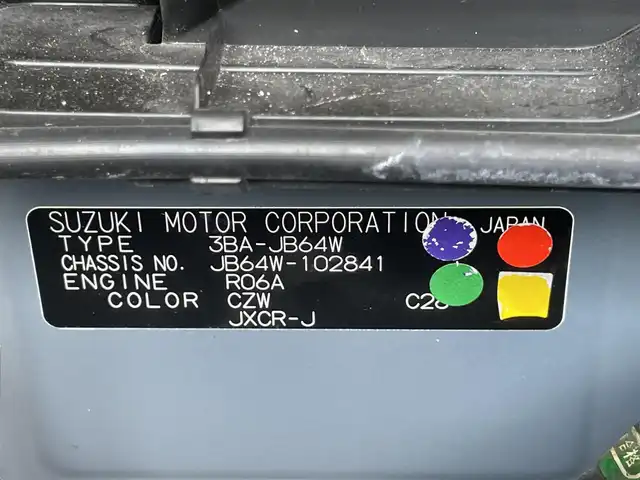 SUZUKI MOTOR CORPORATION JAPAN
TYPE 3BA-JB64W
CHASSIS NO. JB64W-102841
ENGINE R06A
COLOR CZW
JXCR-J